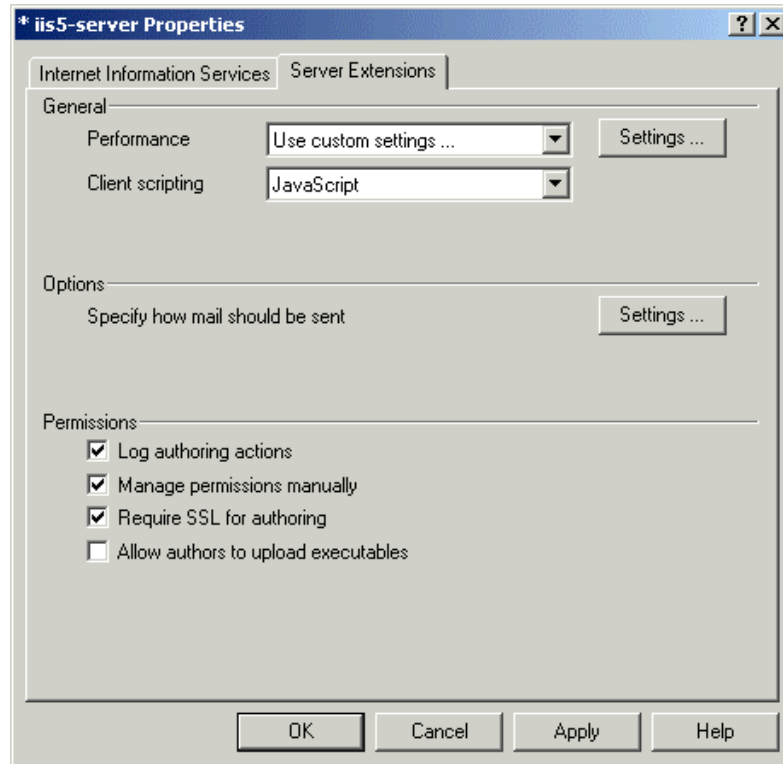 * iis5-server Properties
Internet Information Services Server Extensions
General
Performance Use custom settings ... Settings ...
Client scripting JavaScript
Options
Specify how mail should be sent Settings ...
Permissions
Log authoring actions
Manage permissions manually
Require SSL for authoring
Allow authors to upload executables
OK Cancel Apply Help